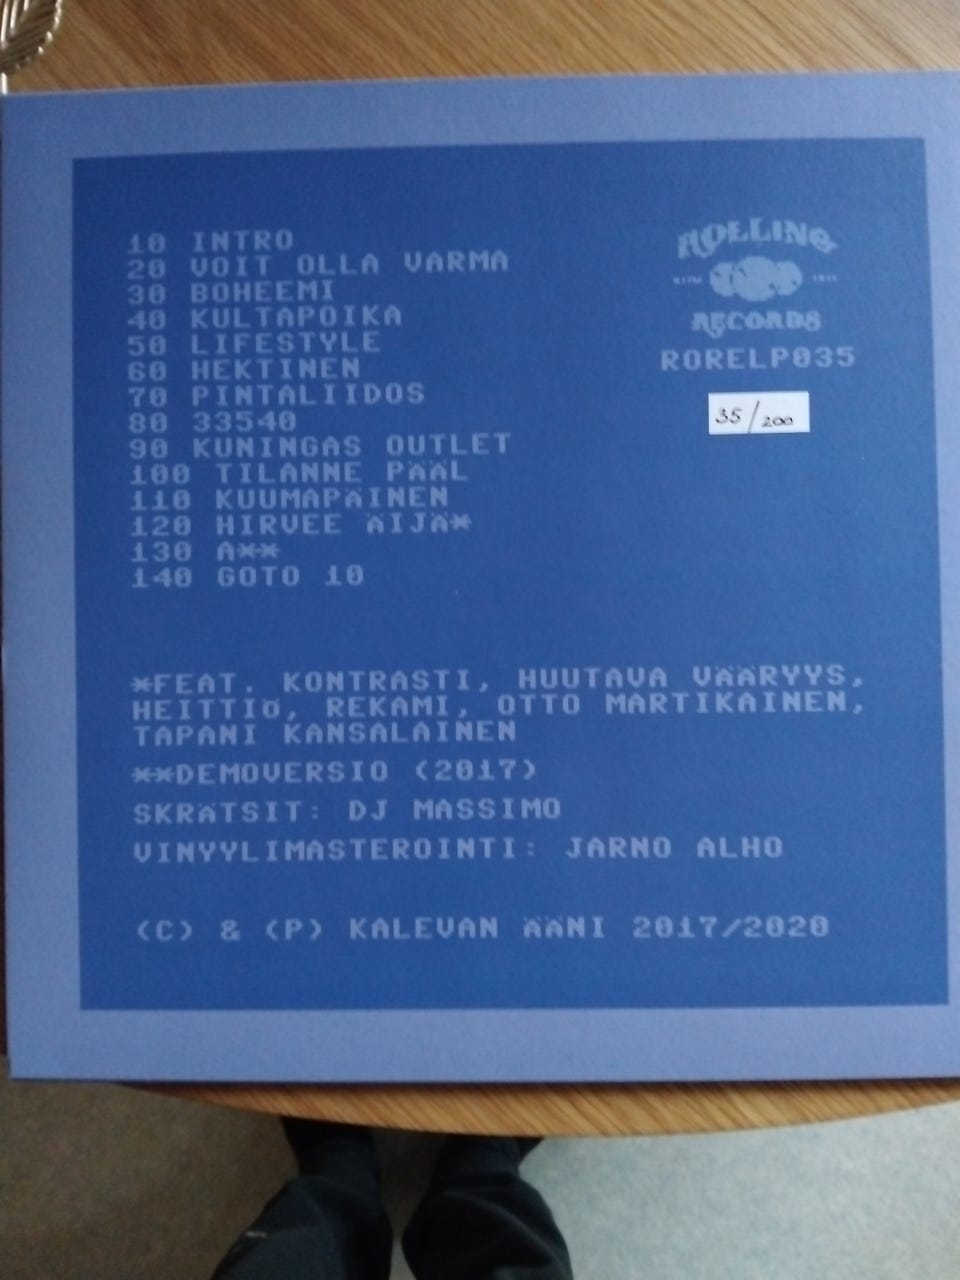 10 INTRO
20 VOIT OLLA VARMA
30 BOHEEMI
40 KULTAPOIKA
50 LIFESTYLE
60 HEKTINEN
70 PINTALIIDOS
80 33540
90 KUNINGAS OUTLET
100 TILANNE PÄÄL
110 KUUMAPÄINEN
120 HIRVEE ÄIJÄ*
130 A**
140 GOTO 10
ROLLING
RECORDS
RORELP035
35/200
*FEAT. KONTRASTI, HUUTAVA VÄÄRYYS,
HEITTIÖ, REKAMI, OTTO MARTIKAINEN,
TAPANI KANSALAINEN
**DEMOVERSIO (2017)
SKRÄTSIT: DJ MASSIMO
VINYYLIMASTEROINTI: JARNO ALHO
(C) & (P) KALEVAN ÄÄNI 2017/2020